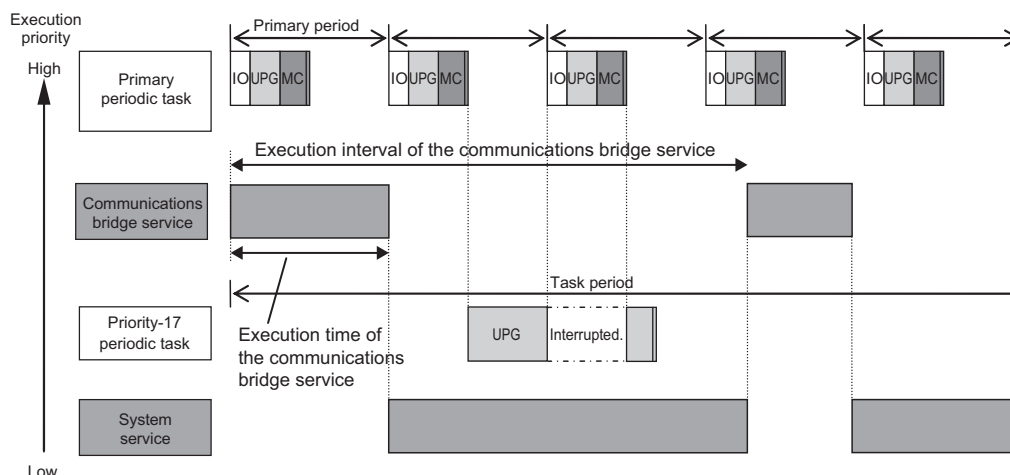 Execution
priority
High
Primary period
Primary
periodic task
IO UPG MC
IO UPG MC
IO UPG MC
IO UPG MC
IO UPG MC
Execution interval of the communications bridge service
Communications
bridge service
Task period
Priority-17
periodic task
Execution time of
the communications
bridge service
UPG
Interrupted.
System
service
Low